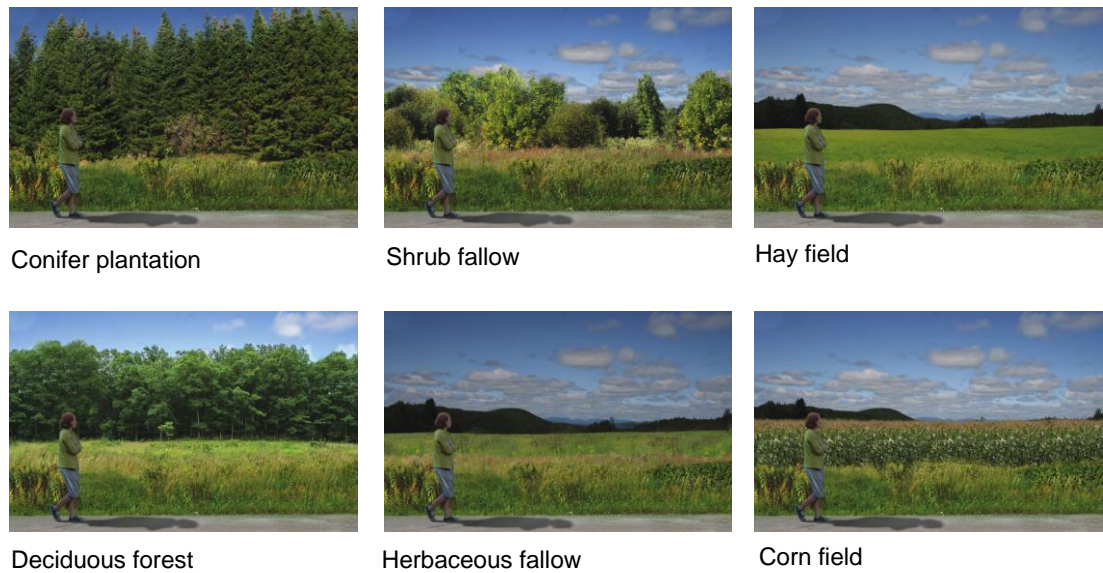 Conifer plantation
Shrub fallow
Hay field
Deciduous forest
Herbaceous fallow
Corn field